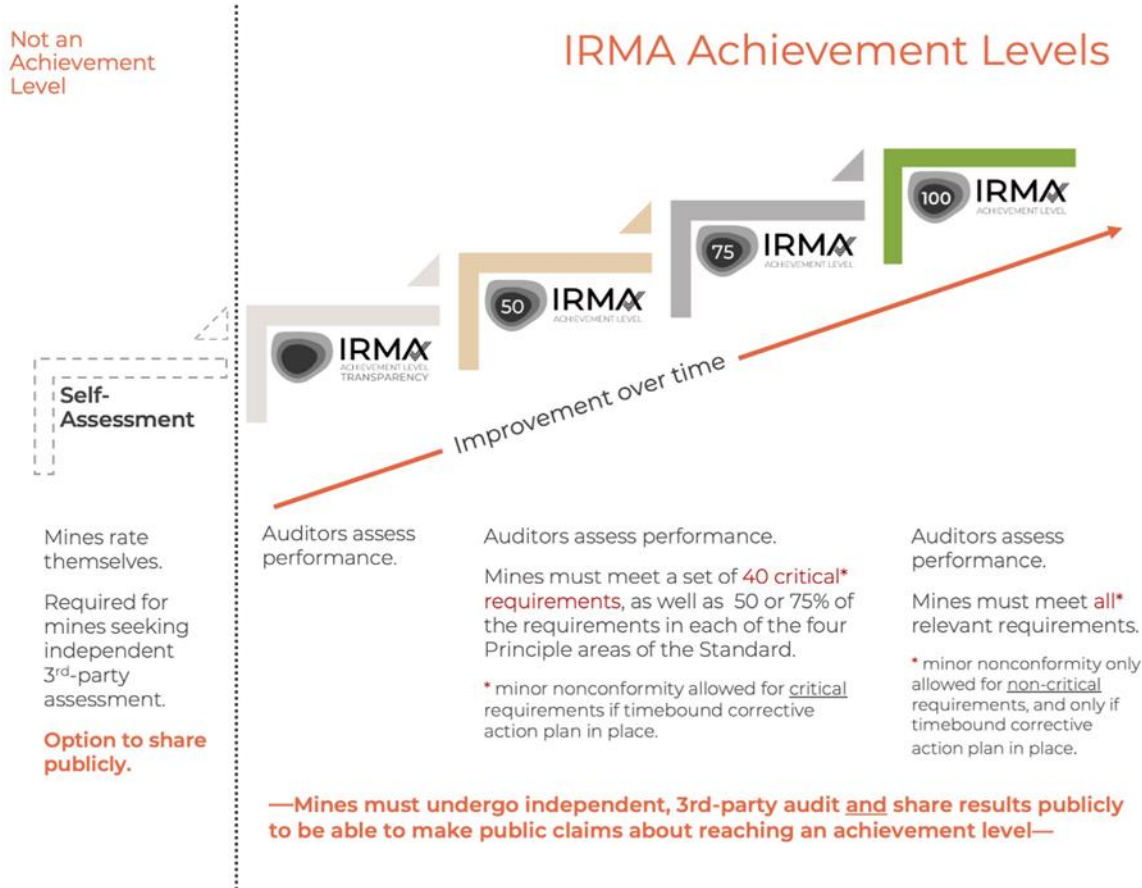 Not an
Achievement
Level
IRMA Achievement Levels
Self-
Assessment
IRMA
ACHIEVEMENT LEVEL
TRANSPARENCY
50
IRMA
ACHIEVEMENT LEVEL
75
IRMA
ACHIEVEMENT LEVEL
100
IRMA
ACHIEVEMENT LEVEL
Improvement over time
Mines rate
themselves.
Required for
mines seeking
independent
3rd-party
assessment.
Option to share
publicly.
Auditors assess
performance.
Auditors assess performance.
Mines must meet a set of 40 critical*
requirements, as well as 50 or 75% of
the requirements in each of the four
Principle areas of the Standard.
* minor nonconformity allowed for critical
requirements if timebound corrective
action plan in place.
Auditors assess
performance.
Mines must meet all*
relevant requirements.
* minor nonconformity only
allowed for non-critical
requirements, and only if
timebound corrective
action plan in place.
—Mines must undergo independent, 3rd-party audit and share results publicly
to be able to make public claims about reaching an achievement level—